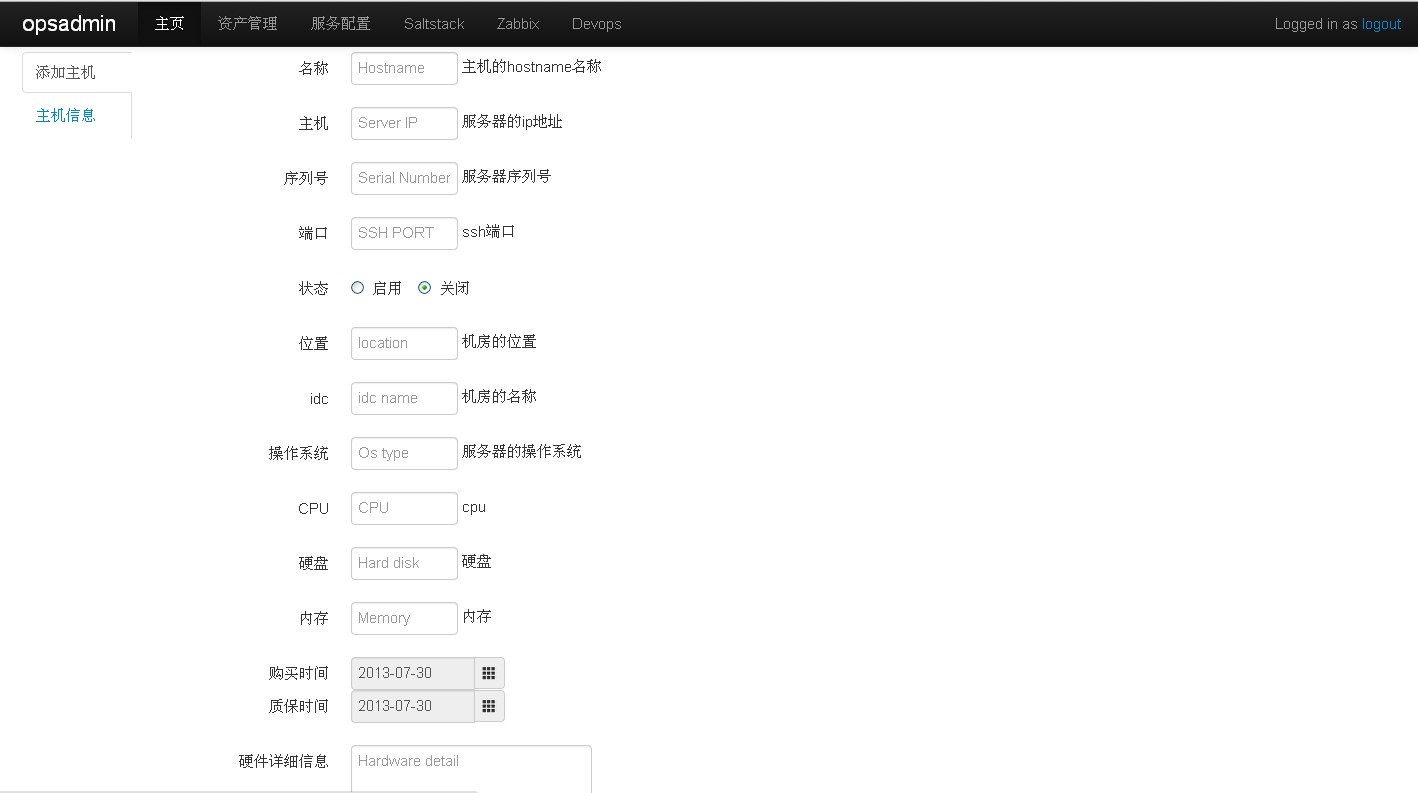 opsadmin 主页 资产管理 服务配置 Saltstack Zabbix Devops Logged in as logout
添加主机
主机信息
名称 Hostname 主机的hostname名称
主机 Server IP 服务器的ip地址
序列号 Serial Number 服务器序列号
端口 SSH PORT ssh端口
状态 启用 关闭
位置 location 机房的位置
idc idc name 机房的名称
操作系统 Os type 服务器的操作系统
CPU CPU cpu
硬盘 Hard disk 硬盘
内存 Memory 内存
购买时间 2013-07-30
质保时间 2013-07-30
硬件详细信息 Hardware detail